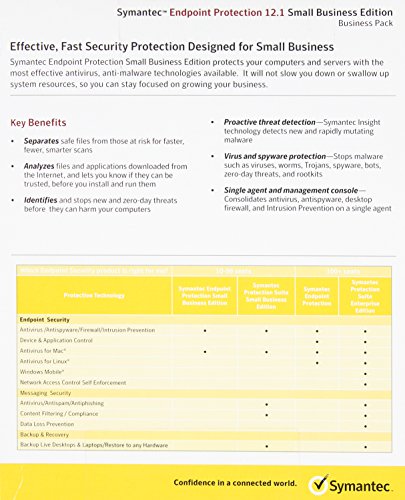 Symantec™ Endpoint Protection 12.1 Small Business Edition
Business Pack
Effective, Fast Security Protection Designed for Small Business
Symantec Endpoint Protection Small Business Edition protects your computers and servers with the
most effective antivirus, anti-malware technologies available. It will not slow you down or swallow up
system resources, so you can stay focused on growing your business.
Key Benefits
• Separates safe files from those at risk for faster,
fewer, smarter scans
• Analyzes files and applications downloaded from
the Internet, and lets you know if they can be
trusted, before you install and run them
• Identifies and stops new and zero-day threats
before they can harm your computers
• Proactive threat detection—Symantec Insight
technology detects new and rapidly mutating
malware
• Virus and spyware protection—Stops malware
such as viruses, worms, Trojans, spyware, bots,
zero-day threats, and rootkits
• Single agent and management console—
Consolidates antivirus, antispyware, desktop
firewall, and Intrusion Prevention on a single agent
Which Endpoint Security product is right for me?
Protection Technology
Symantec Endpoint
Protection Small
Business Edition
Symantec
Protection Suite
Small Business
Edition
Symantec
Endpoint
Protection
Symantec
Protection
Suite
Enterprise
Edition
Endpoint Security
Antivirus/Antispyware/Firewall/Intrusion Prevention • • • •
Device & Application Control • •
Antivirus for Mac® • • • •
Antivirus for Linux® • •
Windows Mobile® •
Network Access Control Self Enforcement •
Messaging Security
Antivirus/Antispam/Antiphishing • •
Content Filtering / Compliance • •
Data Loss Prevention •
Backup & Recovery
Backup Live Desktops & Laptops/Restore to any Hardware • •
Confidence in a connected world.
Symantec.